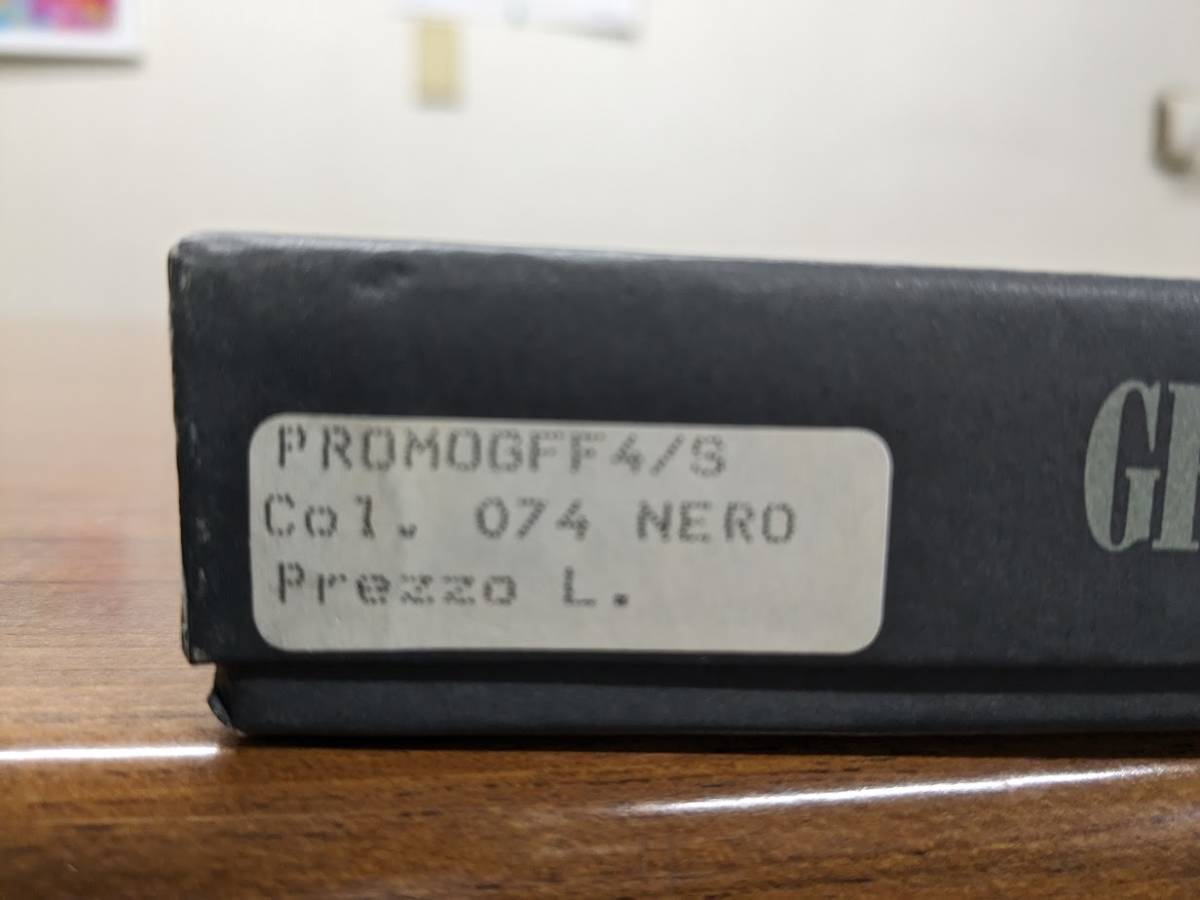 PROMOGFF4/S
Col. 074 NERO
Prezzo L.